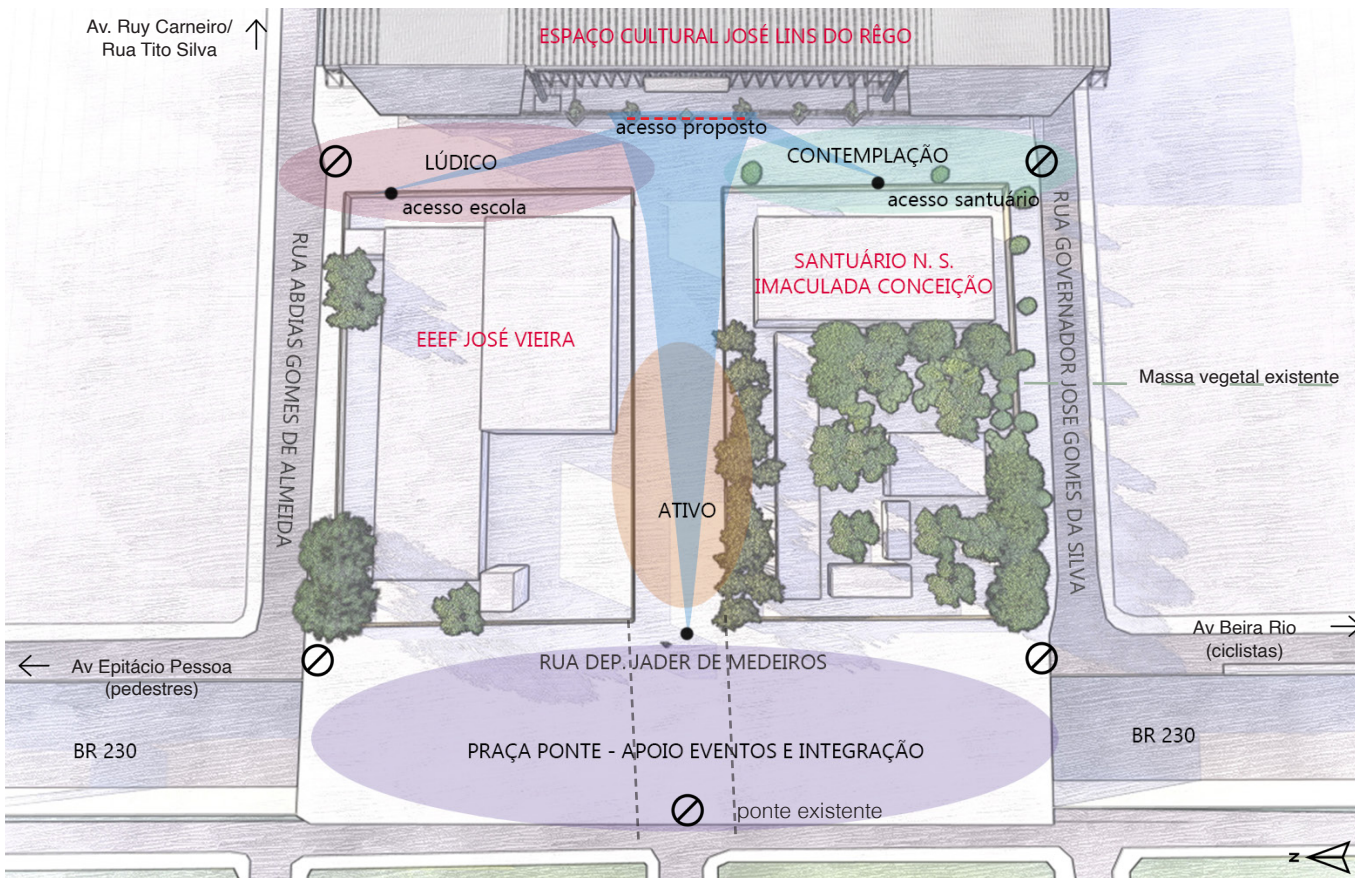 Av. Ruy Carneiro/
Rua Tito Silva
ESPAÇO CULTURAL JOSÉ LINS DO RÊGO
acesso proposto
LÚDICO
CONTEMPLAÇÃO
acesso escola
acesso santuário
RUA ABDIAS GOMES DE ALMEIDA
RUA GOVERNADOR JOSE GOMES DA SILVA
SANTUÁRIO N. S.
IMACULADA CONCEIÇÃO
EEEF JOSÉ VIEIRA
Massa vegetal existente
ATIVO
Av Beira Rio
(ciclistas)
Av Epitácio Pessoa
(pedestres)
RUA DEP. JADER DE MEDEIROS
BR 230
PRAÇA PONTE - APOIO EVENTOS E INTEGRAÇÃO
BR 230
ponte existente
N